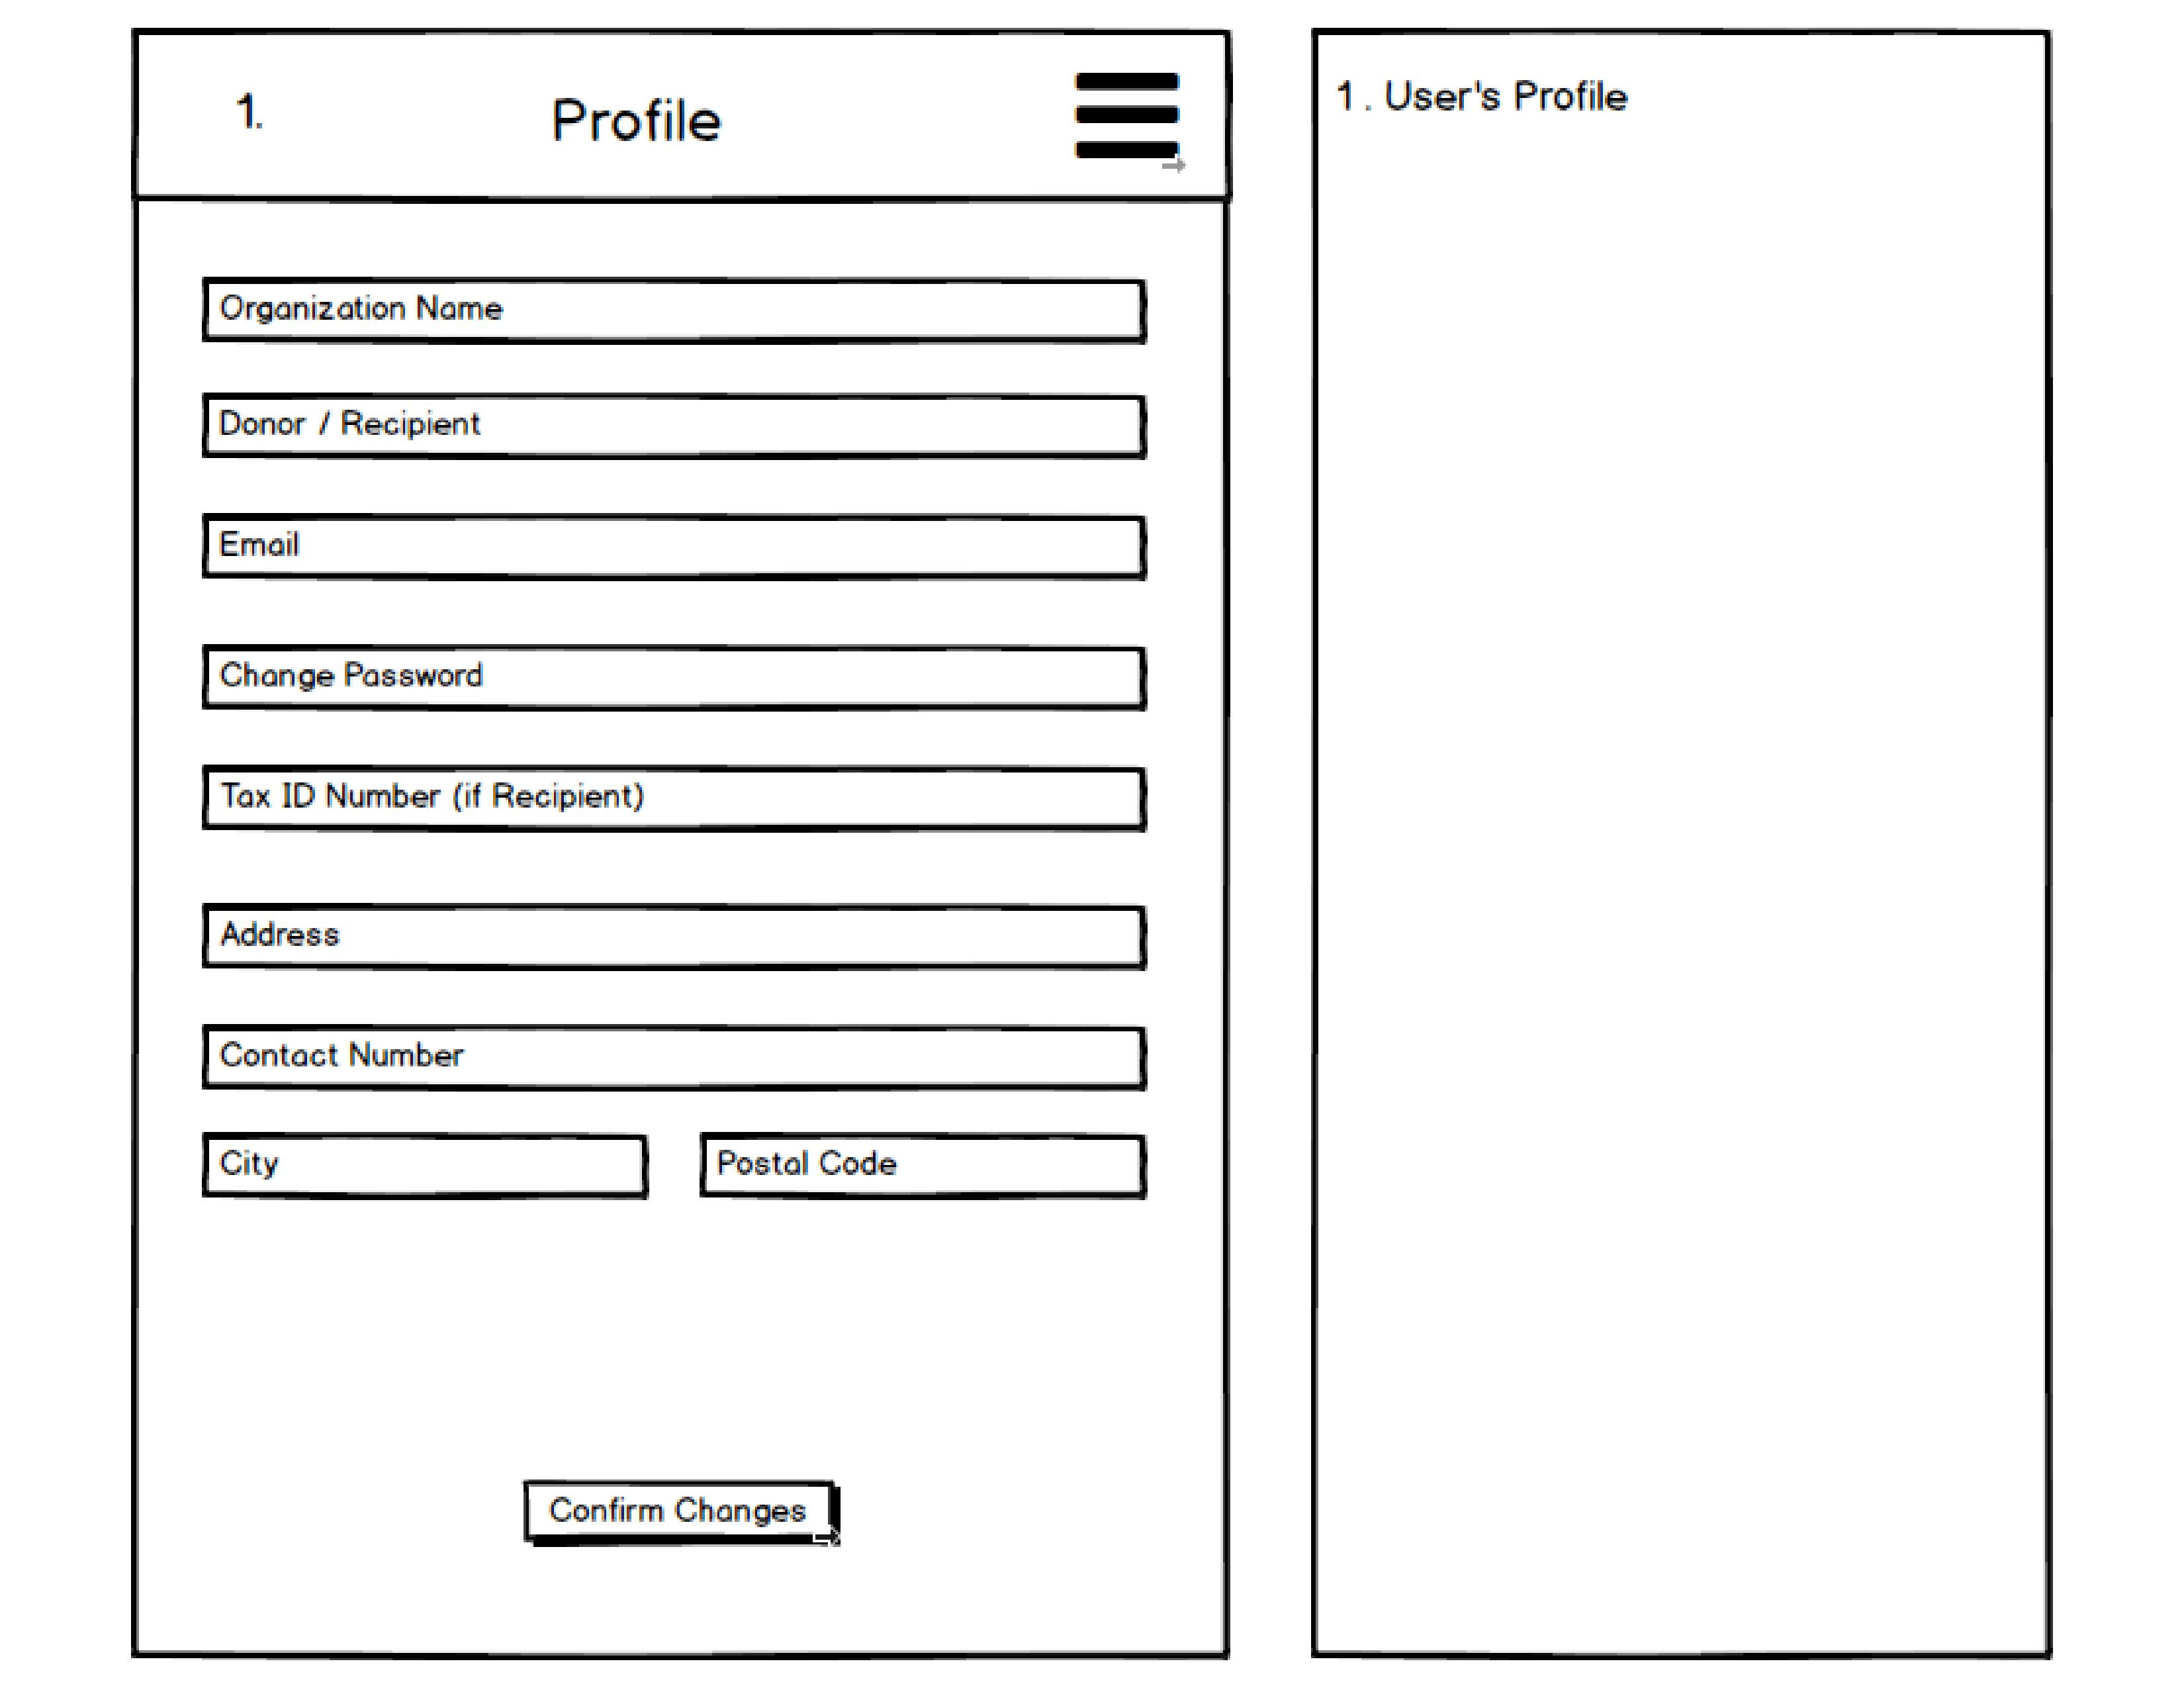 1.
Profile
Organization Name
Donor / Recipient
Email
Change Password
Tax ID Number (if Recipient)
Address
Contact Number
City
Postal Code
Confirm Changes
1. User's Profile